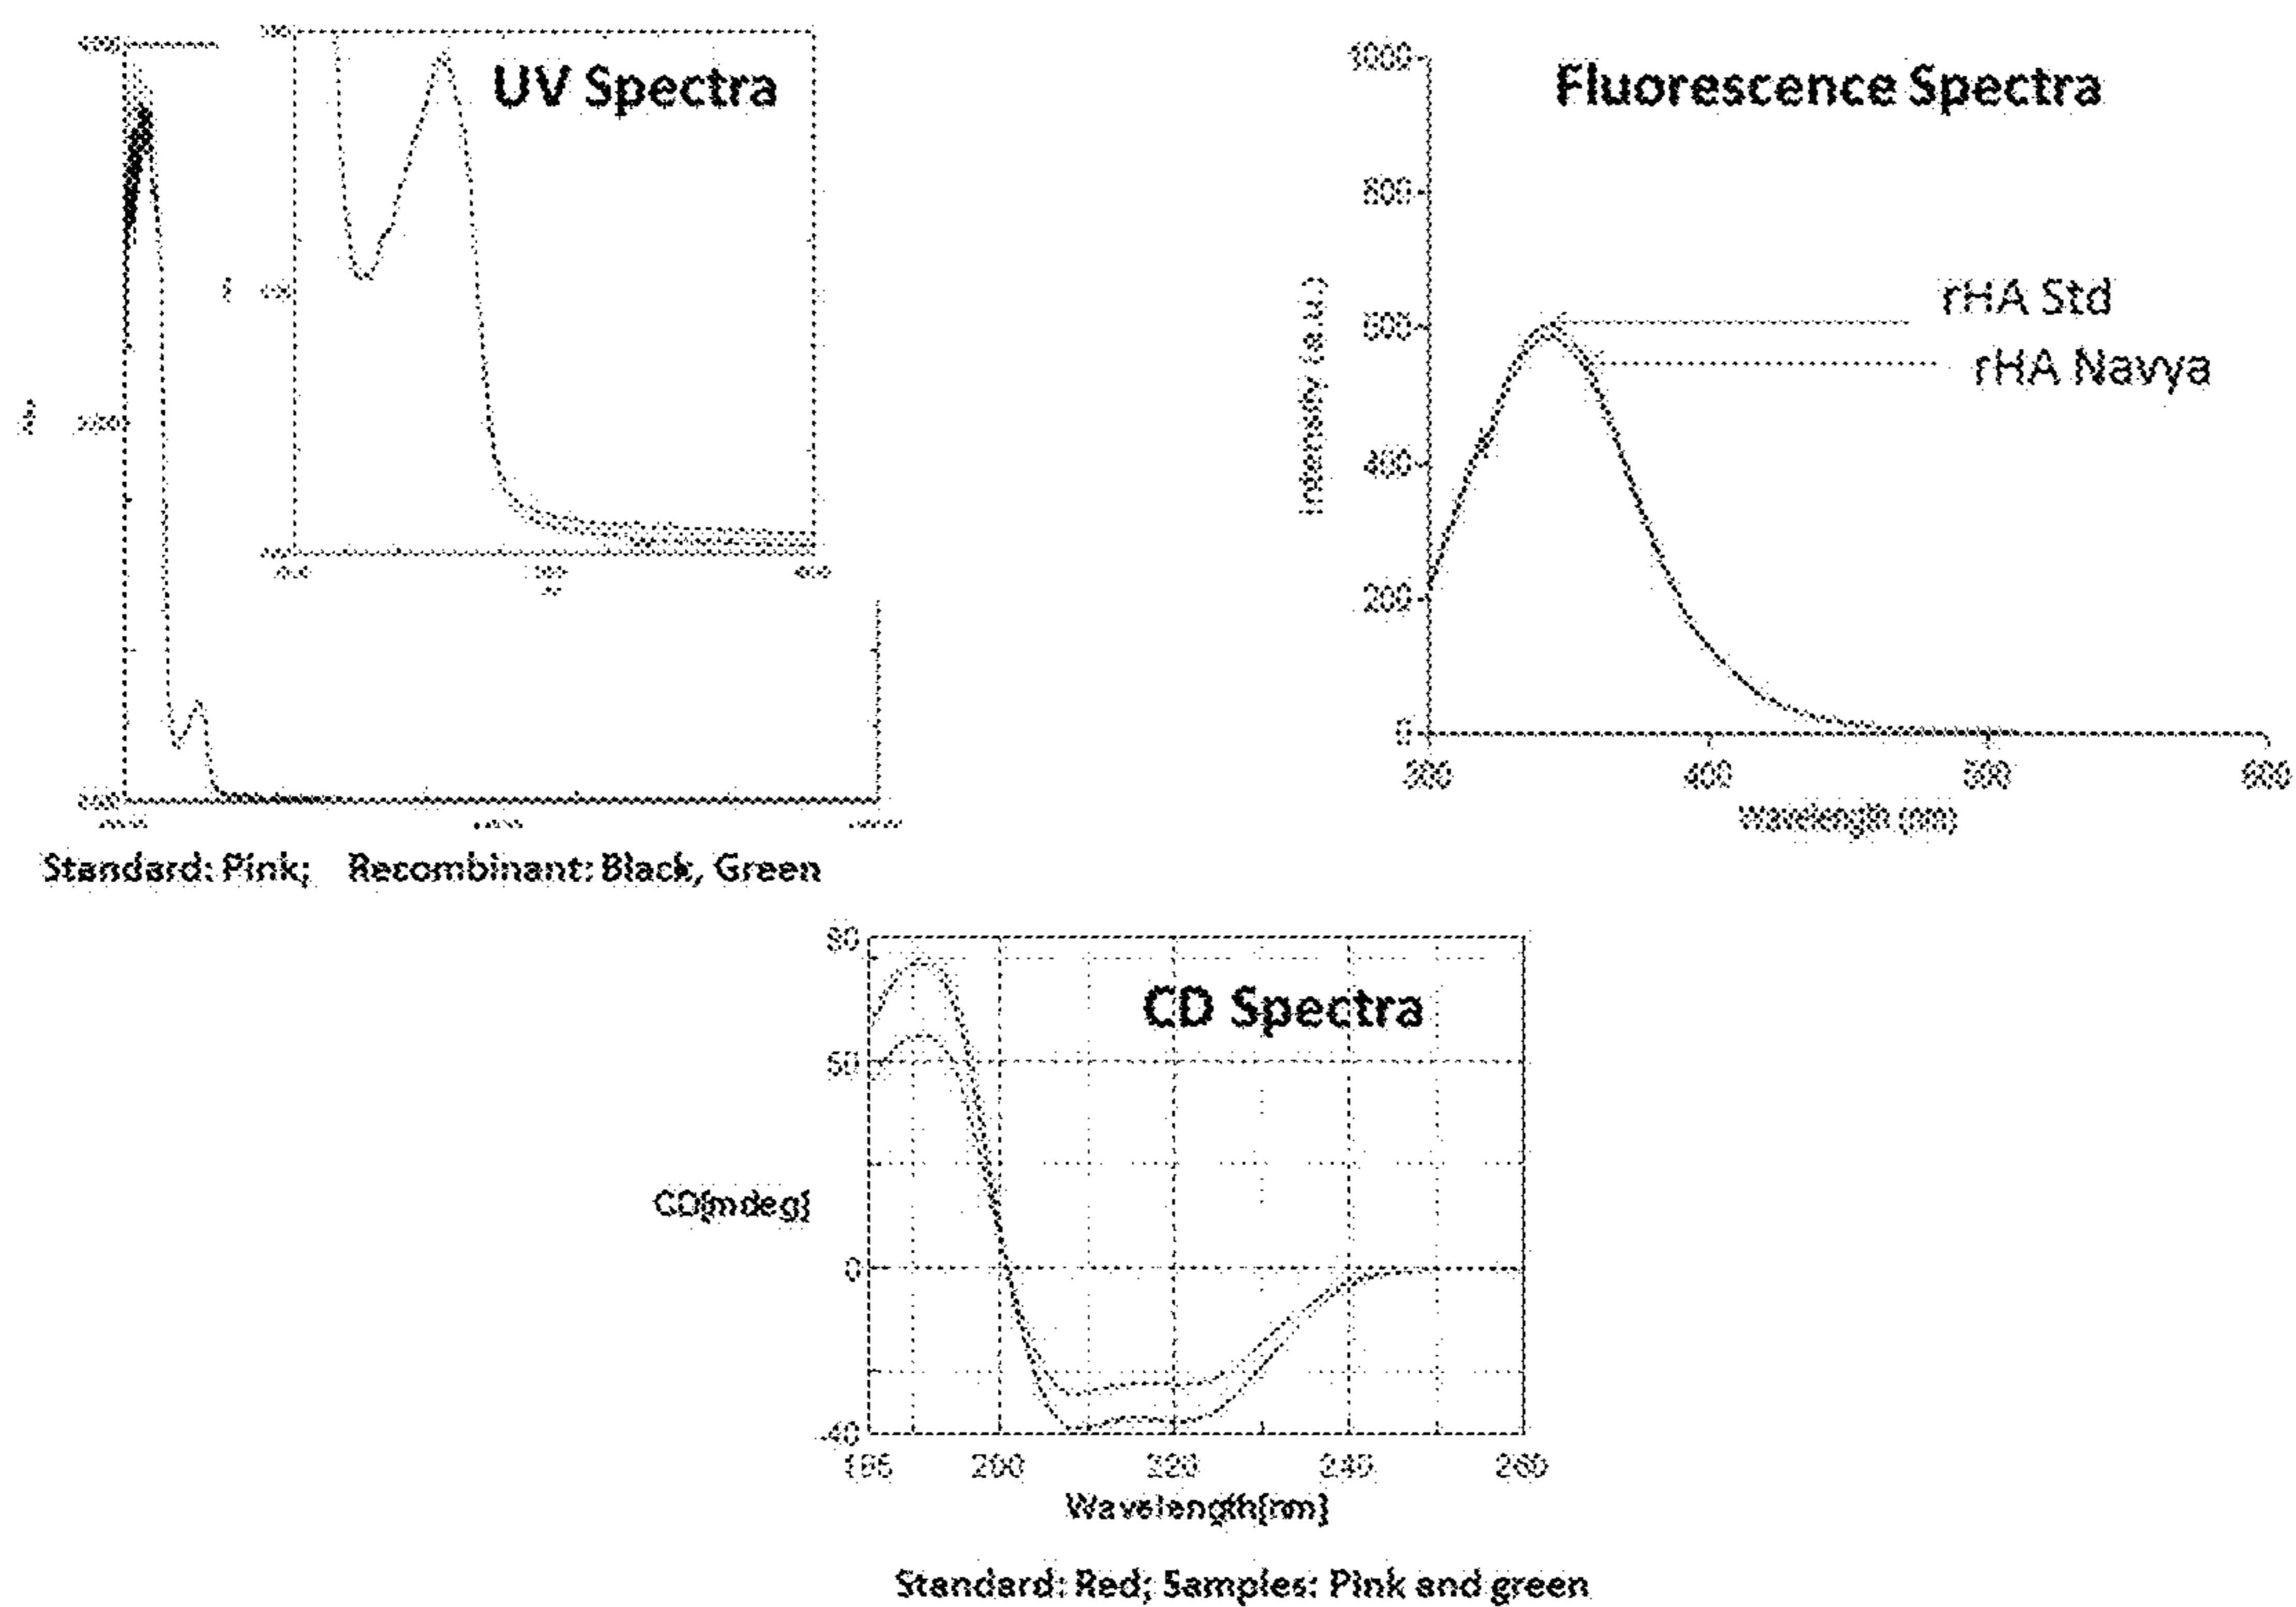 UV Spectra
Standard: Pink; Recombinant: Black, Green
Fluorescence Spectra
1000
800
600
400
200
0
Intensity (a.u.)
rHA Std
rHA Navya
300
400
500
600
Wavelength (nm)
CD Spectra
80
50
0
-40
CD[mdeg]
195
200
220
240
260
Wavelength[nm]
Standard: Red; Samples: Pink and green